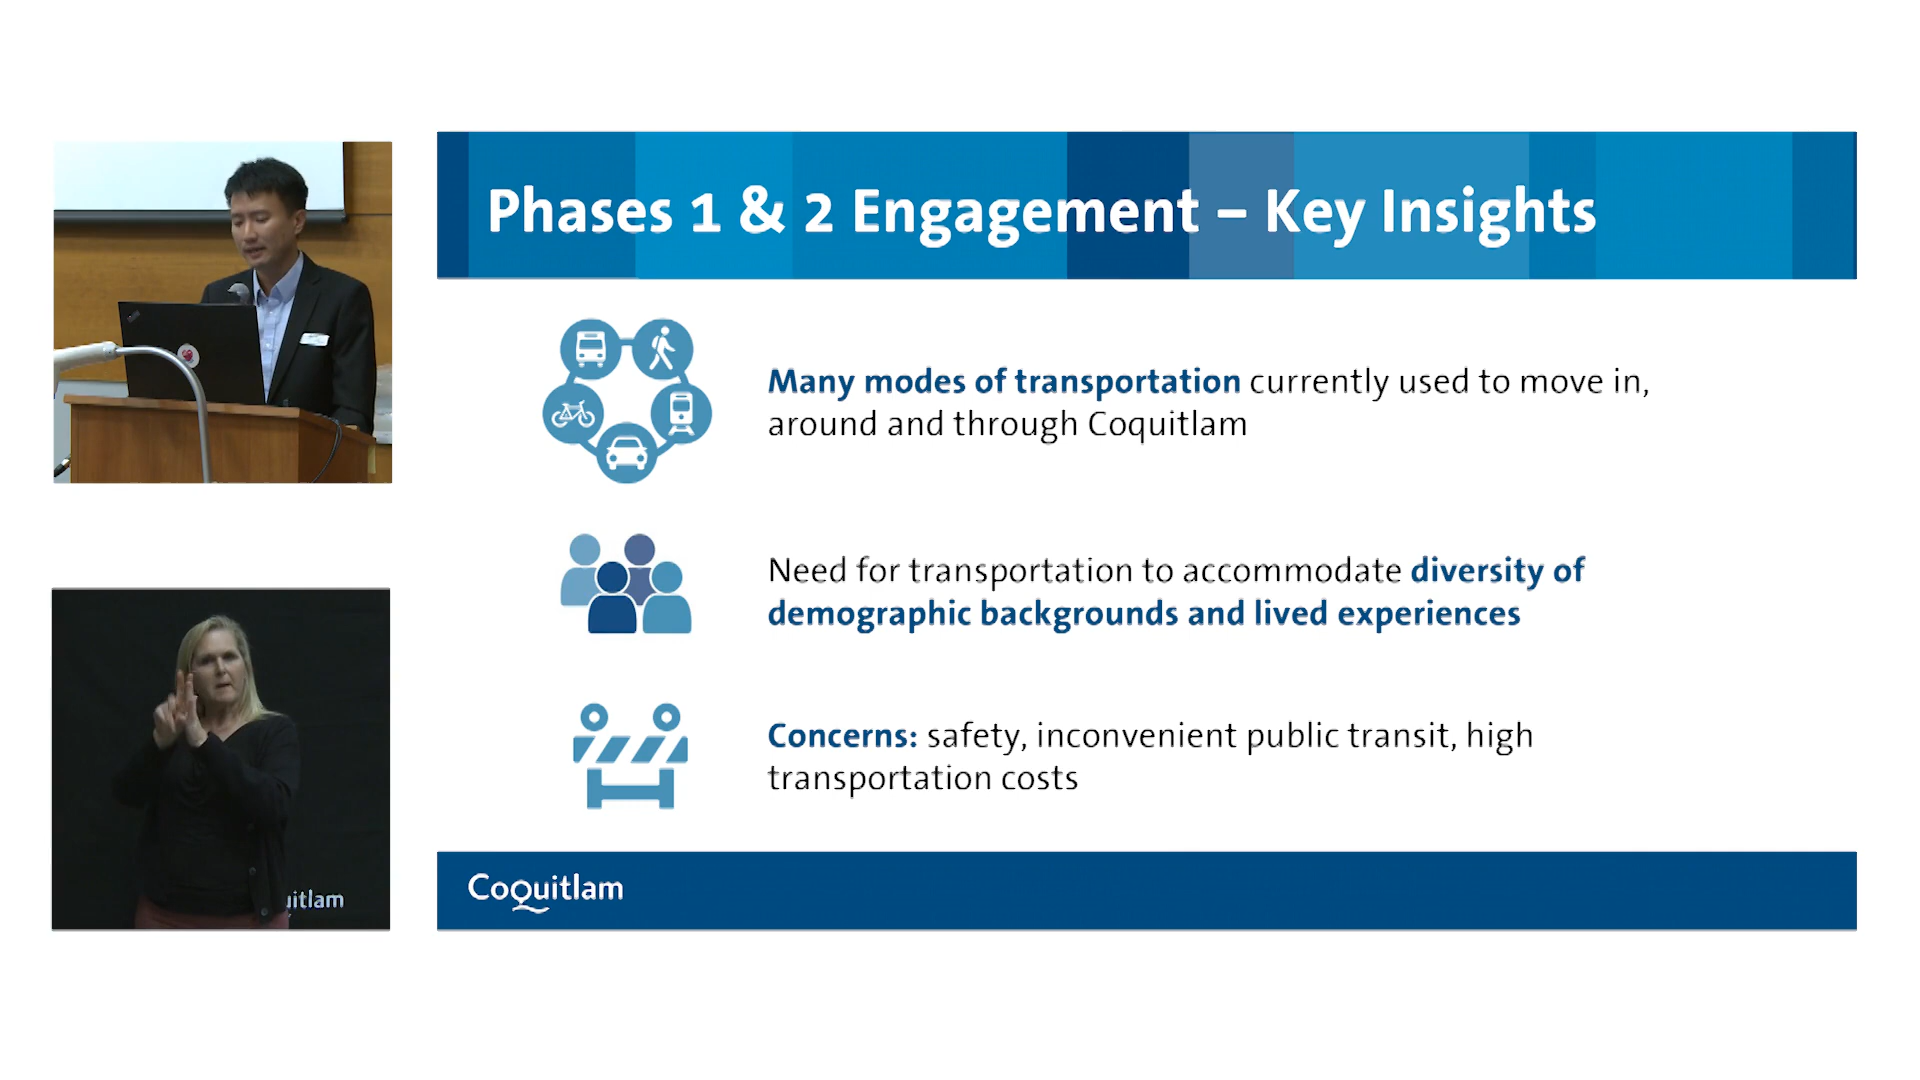 Phases 1 & 2 Engagement – Key Insights
Many modes of transportation currently used to move in,
around and through Coquitlam
Need for transportation to accommodate diversity of
demographic backgrounds and lived experiences
Concerns: safety, inconvenient public transit, high
transportation costs
Coquitlam
uitlam